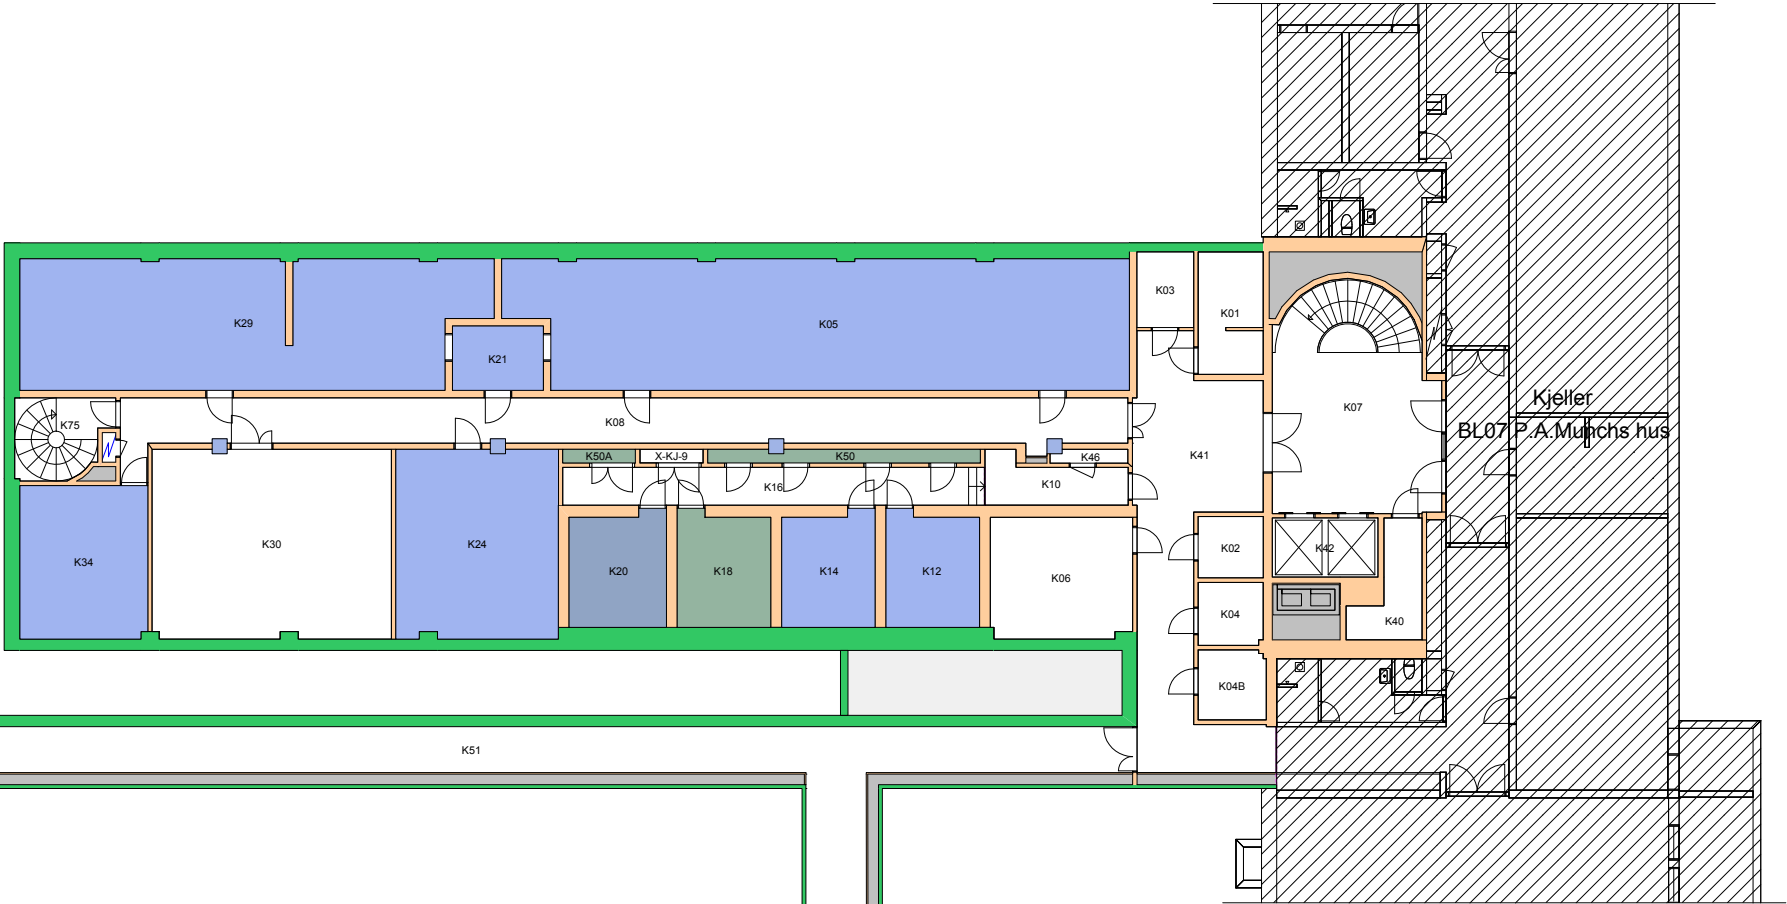 K03
K01
K29
K05
K21
K07
Kjeller
BL07 P.A.Munchs hus
K75
K08
K50A
X-KJ-9
K50
K46
K41
K16
K10
K30
K24
K34
K20
K18
K14
K12
K06
K02
K42
K04
K40
K04B
K51